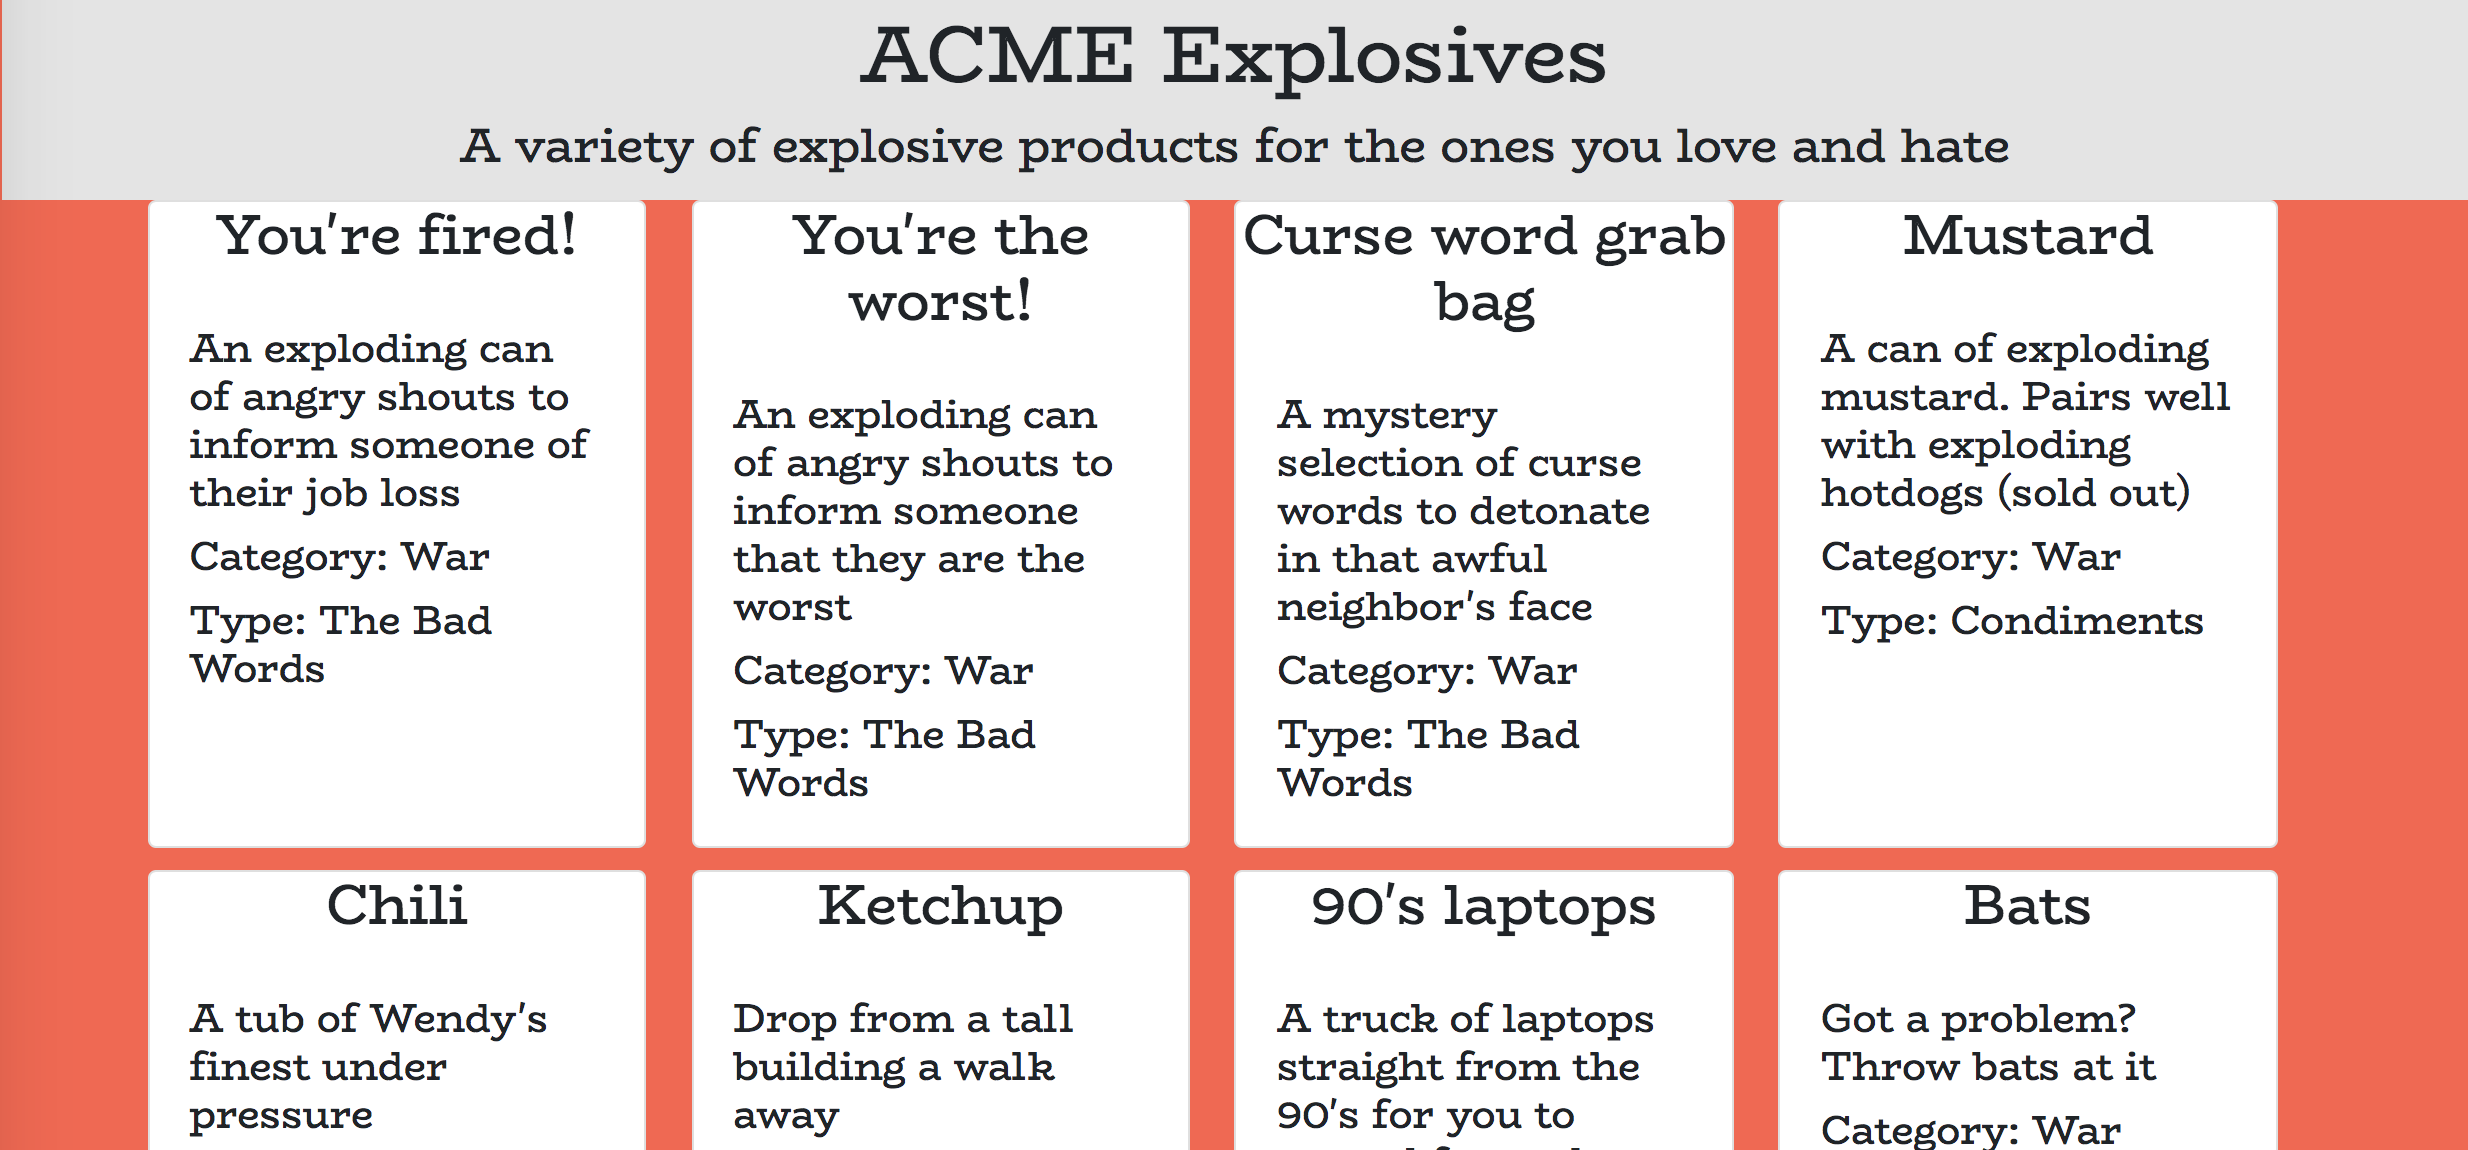 ACME Explosives
A variety of explosive products for the ones you love and hate
You're fired!
An exploding can
of angry shouts to
inform someone of
their job loss
Category: War
Type: The Bad
Words
You're the
worst!
An exploding can
of angry shouts to
inform someone
that they are the
worst
Category: War
Type: The Bad
Words
Curse word grab
bag
A mystery
selection of curse
words to detonate
in that awful
neighbor's face
Category: War
Type: The Bad
Words
Mustard
A can of exploding
mustard. Pairs well
with exploding
hotdogs (sold out)
Category: War
Type: Condiments
Chili
A tub of Wendy's
finest under
pressure
Ketchup
Drop from a tall
building a walk
away
90's laptops
A truck of laptops
straight from the
90's for you to
Bats
Got a problem?
Throw bats at it
Category: War